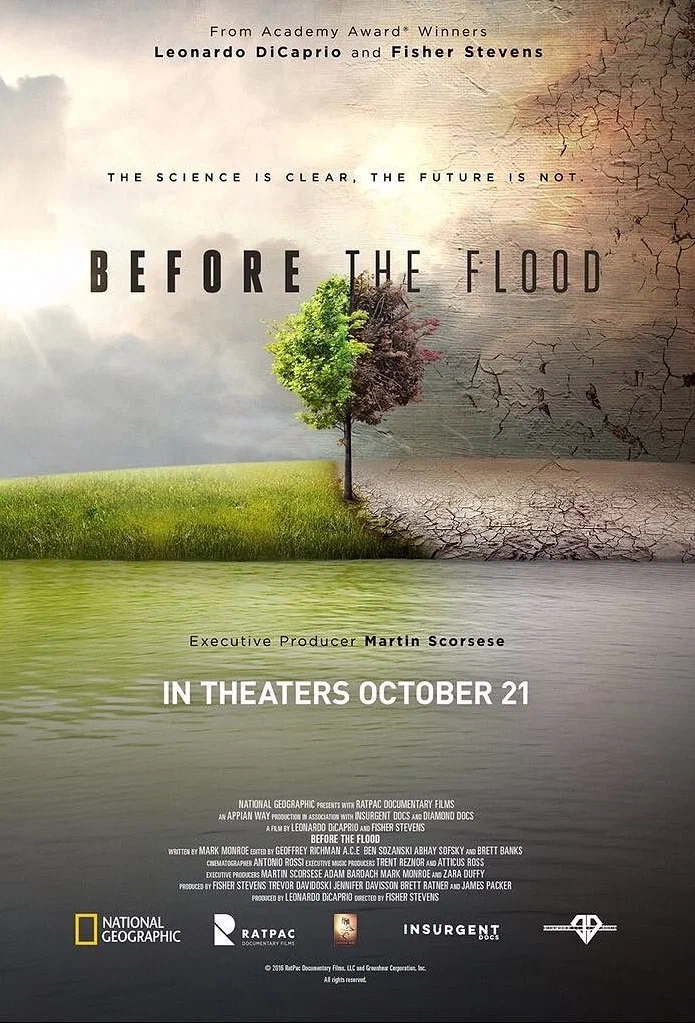 From Academy Award® Winners
Leonardo DiCaprio and Fisher Stevens
THE SCIENCE IS CLEAR, THE FUTURE IS NOT.
BEFORE THE FLOOD
Executive Producer Martin Scorsese
IN THEATERS OCTOBER 21
NATIONAL GEOGRAPHIC PRESENTS WITH RATPAC DOCUMENTARY FILMS
AN APPIAN WAY PRODUCTION IN ASSOCIATION WITH INSURGENT DOCS AND DIAMOND DOCS
A FILM BY LEONARDO DiCAPRIO AND FISHER STEVENS
BEFORE THE FLOOD
WRITTEN BY MARK MONROE EDITED BY GEOFFREY RICHMAN A.C.E BEN SOZANSKI ABHAY SOFSKY AND BRETT BANKS
CINEMATOGRAPHER ANTONIO ROSSI EXECUTIVE MUSIC PRODUCERS TRENT REZNOR AND ATTICUS ROSS
EXECUTIVE PRODUCERS MARTIN SCORSESE ADAM BARDACH MARK MONROE AND ZARA DUFFY
PRODUCED BY FISHER STEVENS TREVOR DAVIDOSKI JENNIFER DAVISSON BRETT RATNER AND JAMES PACKER
PRODUCED BY LEONARDO DiCAPRIO DIRECTED BY FISHER STEVENS
NATIONAL GEOGRAPHIC
RATPAC DOCUMENTARY FILMS
INSURGENT DOCS
© 2016 RatPac Documentary Films, LLC and Greenhour Corporation, Inc.
All rights reserved.